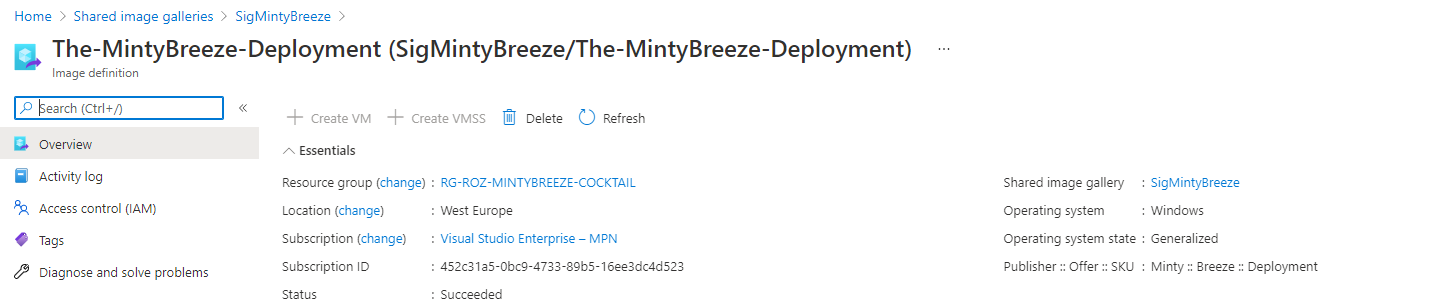 Home > Shared image galleries > SigMintyBreeze >
The-MintyBreeze-Deployment (SigMintyBreeze/The-MintyBreeze-Deployment) ...
Image definition
Search (Ctrl+/) «
Create VM Create VMSS Delete Refresh
Overview
Activity log
Access control (IAM)
Tags
Diagnose and solve problems
Essentials
Resource group (change) : RG-ROZ-MINTYBREEZE-COCKTAIL
Location (change) : West Europe
Subscription (change) : Visual Studio Enterprise – MPN
Subscription ID : 452c31a5-0bc9-4733-89b5-16ee3dc4d523
Status : Succeeded
Shared image gallery : SigMintyBreeze
Operating system : Windows
Operating system state : Generalized
Publisher :: Offer :: SKU : Minty :: Breeze :: Deployment